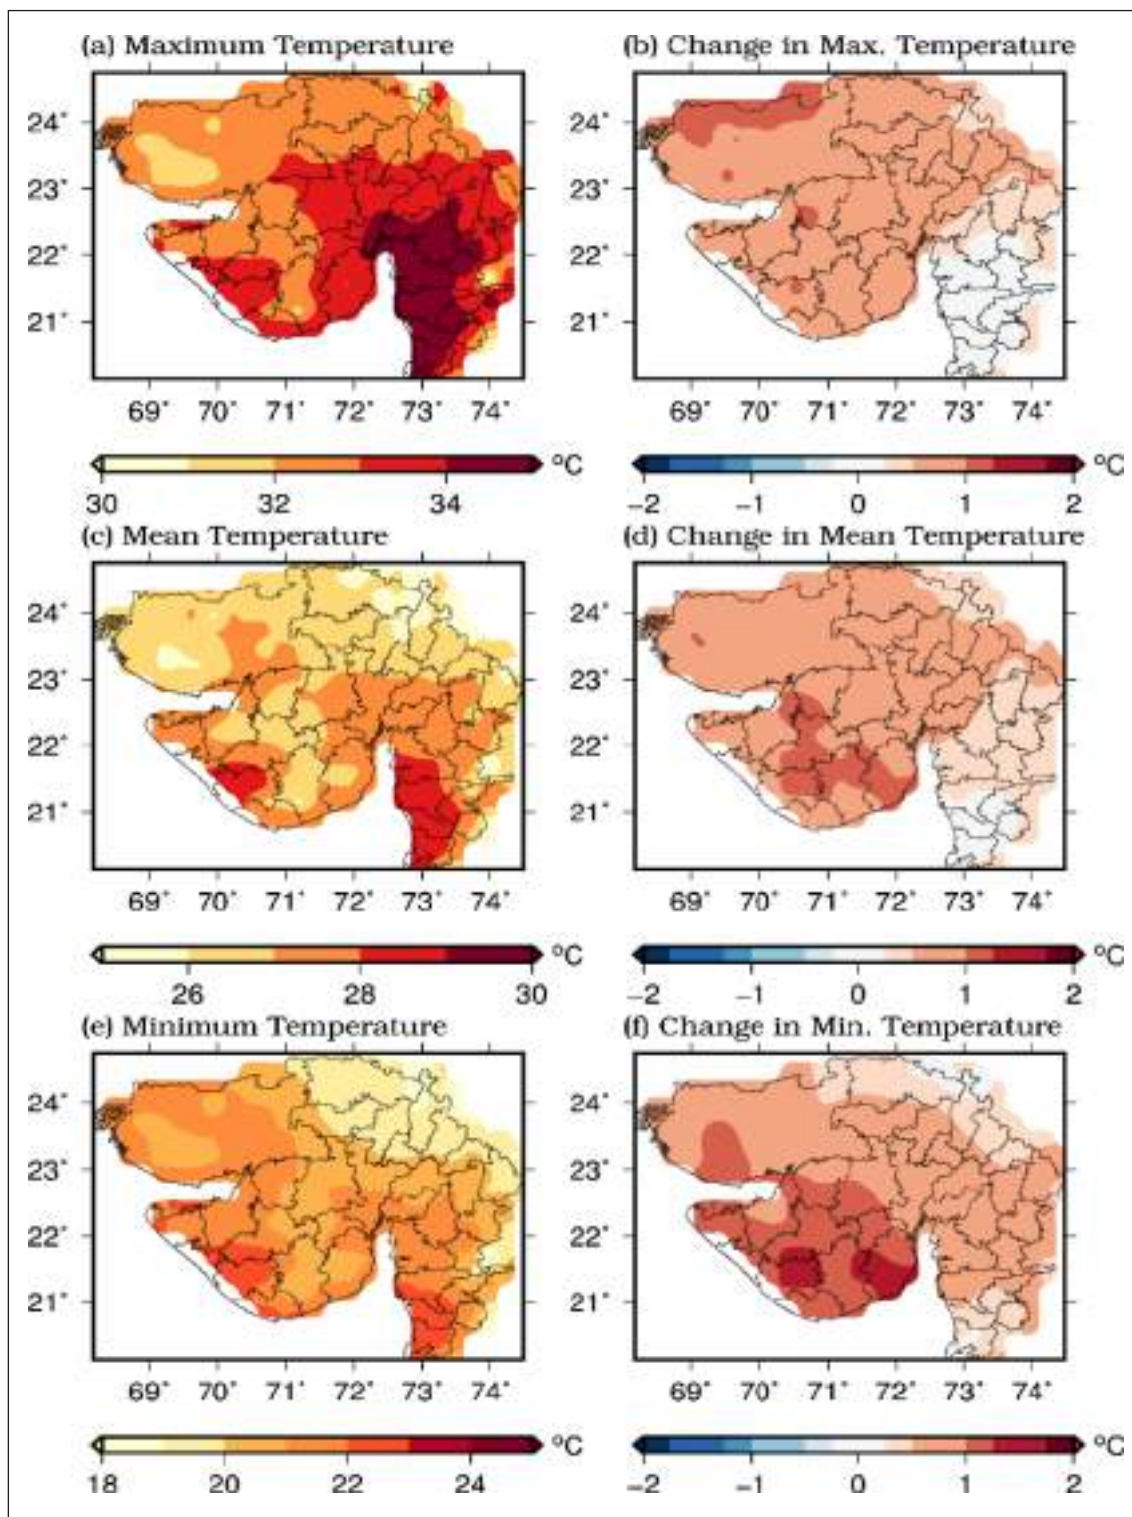 (a) Maximum Temperature
(b) Change in Max. Temperature
24˚
23˚
22˚
21˚
69˚ 70˚ 71˚ 72˚ 73˚ 74˚
30 32 34 °C
24˚
23˚
22˚
21˚
69˚ 70˚ 71˚ 72˚ 73˚ 74˚
−2 −1 0 1 2 °C
(c) Mean Temperature
(d) Change in Mean Temperature
24˚
23˚
22˚
21˚
69˚ 70˚ 71˚ 72˚ 73˚ 74˚
26 28 30 °C
24˚
23˚
22˚
21˚
69˚ 70˚ 71˚ 72˚ 73˚ 74˚
−2 −1 0 1 2 °C
(e) Minimum Temperature
(f) Change in Min. Temperature
24˚
23˚
22˚
21˚
69˚ 70˚ 71˚ 72˚ 73˚ 74˚
18 20 22 24 °C
24˚
23˚
22˚
21˚
69˚ 70˚ 71˚ 72˚ 73˚ 74˚
−2 −1 0 1 2 °C